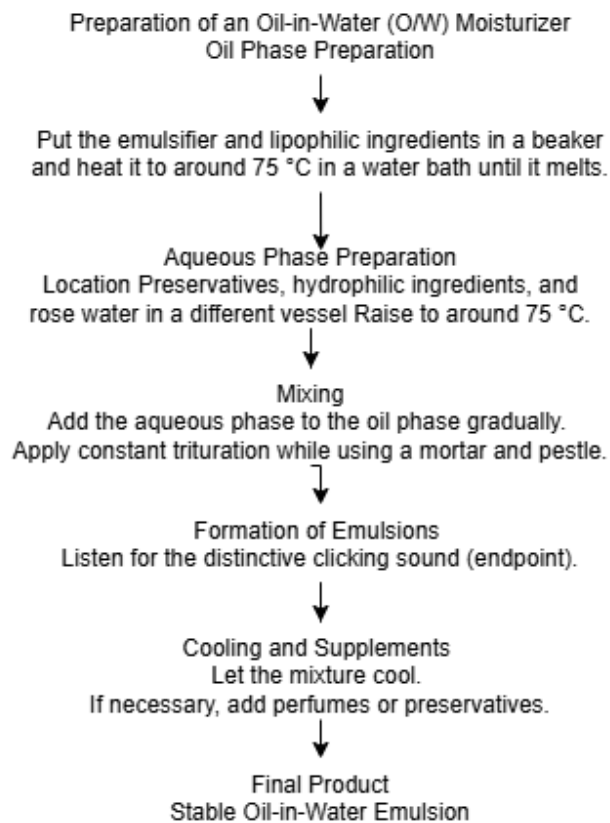 Preparation of an Oil-in-Water (O/W) Moisturizer
Oil Phase Preparation
Put the emulsifier and lipophilic ingredients in a beaker
and heat it to around 75 °C in a water bath until it melts.
Aqueous Phase Preparation
Location Preservatives, hydrophilic ingredients, and
rose water in a different vessel Raise to around 75 °C.
Mixing
Add the aqueous phase to the oil phase gradually.
Apply constant trituration while using a mortar and pestle.
Formation of Emulsions
Listen for the distinctive clicking sound (endpoint).
Cooling and Supplements
Let the mixture cool.
If necessary, add perfumes or preservatives.
Final Product
Stable Oil-in-Water Emulsion